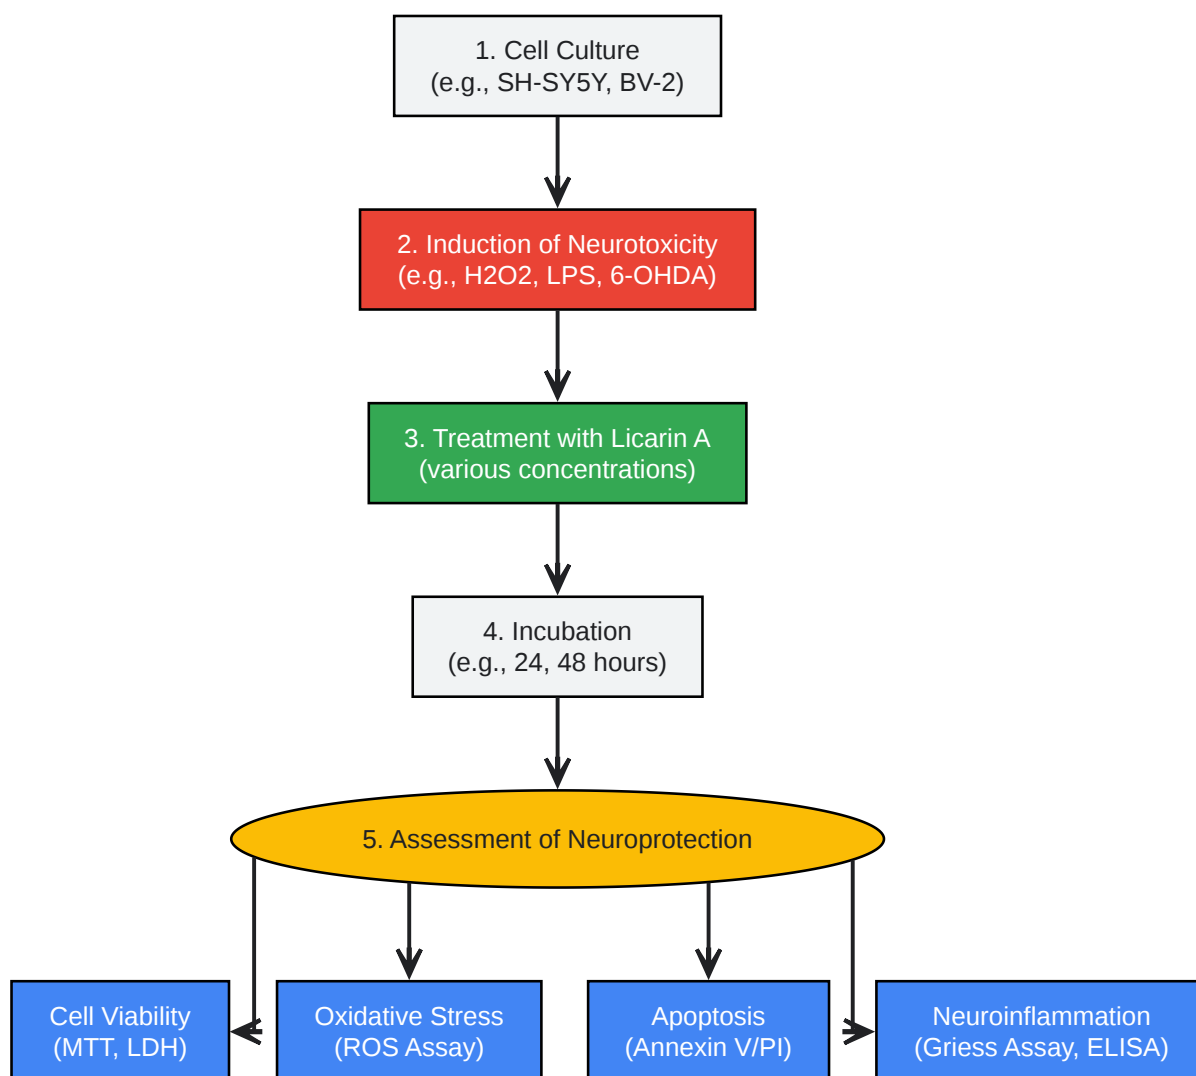 1. Cell Culture
(e.g., SH-SY5Y, BV-2)
2. Induction of Neurotoxicity
(e.g., H2O2, LPS, 6-OHDA)
3. Treatment with Licarin A
(various concentrations)
4. Incubation
(e.g., 24, 48 hours)
5. Assessment of Neuroprotection
Cell Viability
(MTT, LDH)
Oxidative Stress
(ROS Assay)
Apoptosis
(Annexin V/PI)
Neuroinflammation
(Griess Assay, ELISA)